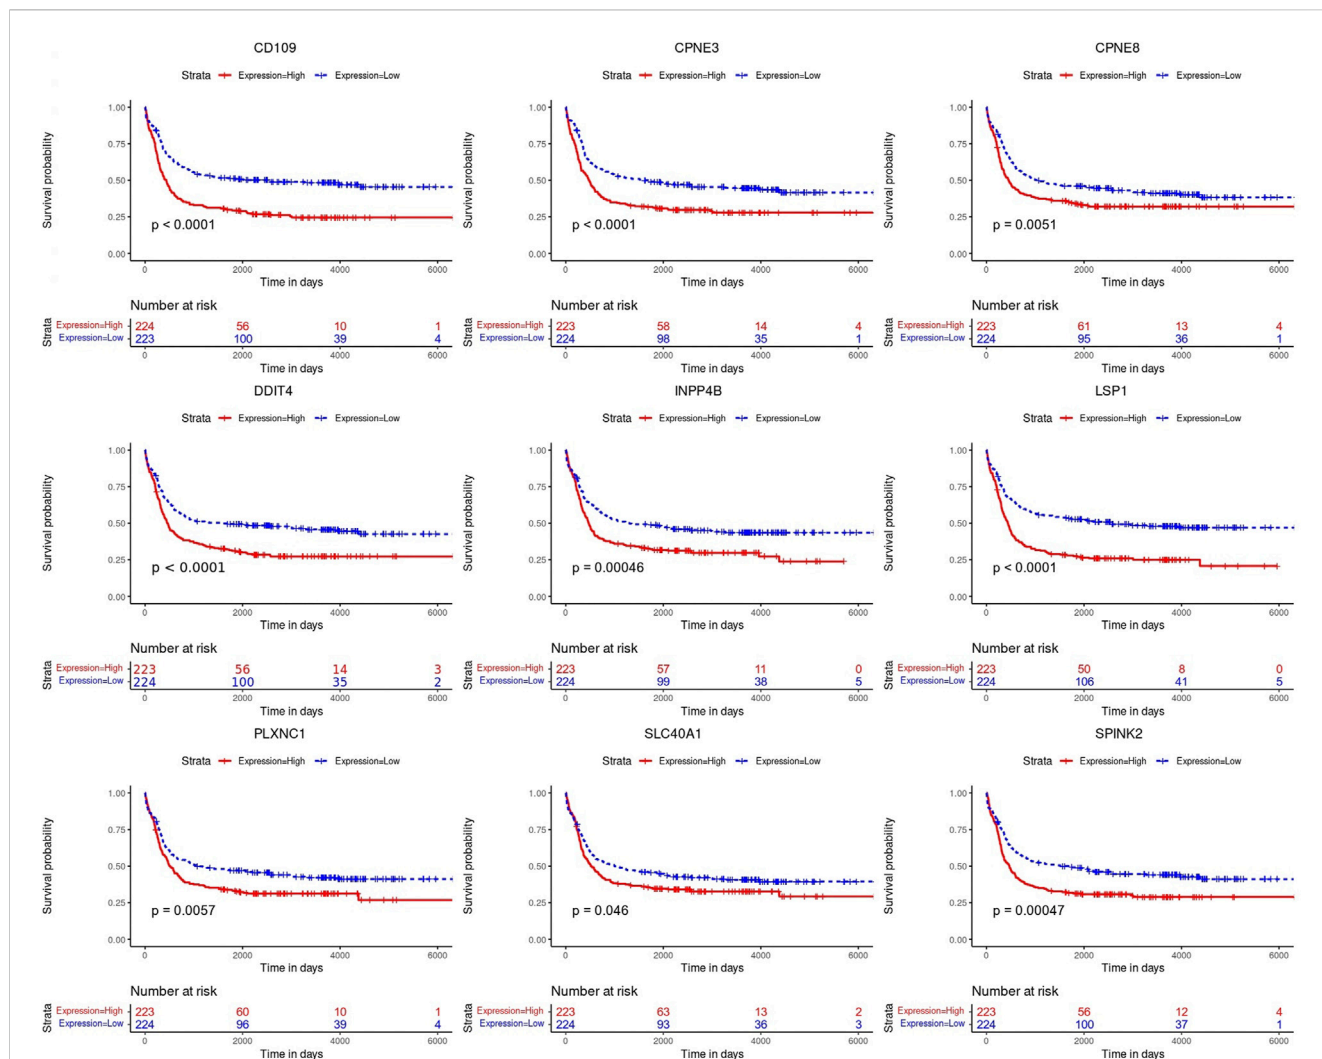 CD109
Strata Expression=High Expression=Low
Survival probability
1.00
0.75
0.50
0.25
0.00
p < 0.0001
0 2000 4000 6000
Time in days
Number at risk
Strata
Expression=High 224 56 10 1
Expression=Low 223 100 39 4
0 2000 4000 6000
Time in days
CPNE3
Strata Expression=High Expression=Low
Survival probability
1.00
0.75
0.50
0.25
0.00
p < 0.0001
0 2000 4000 6000
Time in days
Number at risk
Strata
Expression=High 223 58 14 4
Expression=Low 224 98 35 1
0 2000 4000 6000
Time in days
CPNE8
Strata Expression=High Expression=Low
Survival probability
1.00
0.75
0.50
0.25
0.00
p = 0.0051
0 2000 4000 6000
Time in days
Number at risk
Strata
Expression=High 223 61 13 4
Expression=Low 224 95 36 1
0 2000 4000 6000
Time in days
DDIT4
Strata Expression=High Expression=Low
Survival probability
1.00
0.75
0.50
0.25
0.00
p < 0.0001
0 2000 4000 6000
Time in days
Number at risk
Strata
Expression=High 223 56 14 3
Expression=Low 224 100 35 2
0 2000 4000 6000
Time in days
INPP4B
Strata Expression=High Expression=Low
Survival probability
1.00
0.75
0.50
0.25
0.00
p = 0.00046
0 2000 4000 6000
Time in days
Number at risk
Strata
Expression=High 223 57 11 0
Expression=Low 224 99 38 5
0 2000 4000 6000
Time in days
LSP1
Strata Expression=High Expression=Low
Survival probability
1.00
0.75
0.50
0.25
0.00
p < 0.0001
0 2000 4000 6000
Time in days
Number at risk
Strata
Expression=High 223 50 8 0
Expression=Low 224 106 41 5
0 2000 4000 6000
Time in days
PLXNC1
Strata Expression=High Expression=Low
Survival probability
1.00
0.75
0.50
0.25
0.00
p = 0.0057
0 2000 4000 6000
Time in days
Number at risk
Strata
Expression=High 223 60 10 1
Expression=Low 224 96 39 4
0 2000 4000 6000
Time in days
SLC40A1
Strata Expression=High Expression=Low
Survival probability
1.00
0.75
0.50
0.25
0.00
p = 0.046
0 2000 4000 6000
Time in days
Number at risk
Strata
Expression=High 223 63 13 2
Expression=Low 224 93 36 3
0 2000 4000 6000
Time in days
SPINK2
Strata Expression=High Expression=Low
Survival probability
1.00
0.75
0.50
0.25
0.00
p = 0.00047
0 2000 4000 6000
Time in days
Number at risk
Strata
Expression=High 223 56 12 4
Expression=Low 224 100 37 1
0 2000 4000 6000
Time in days